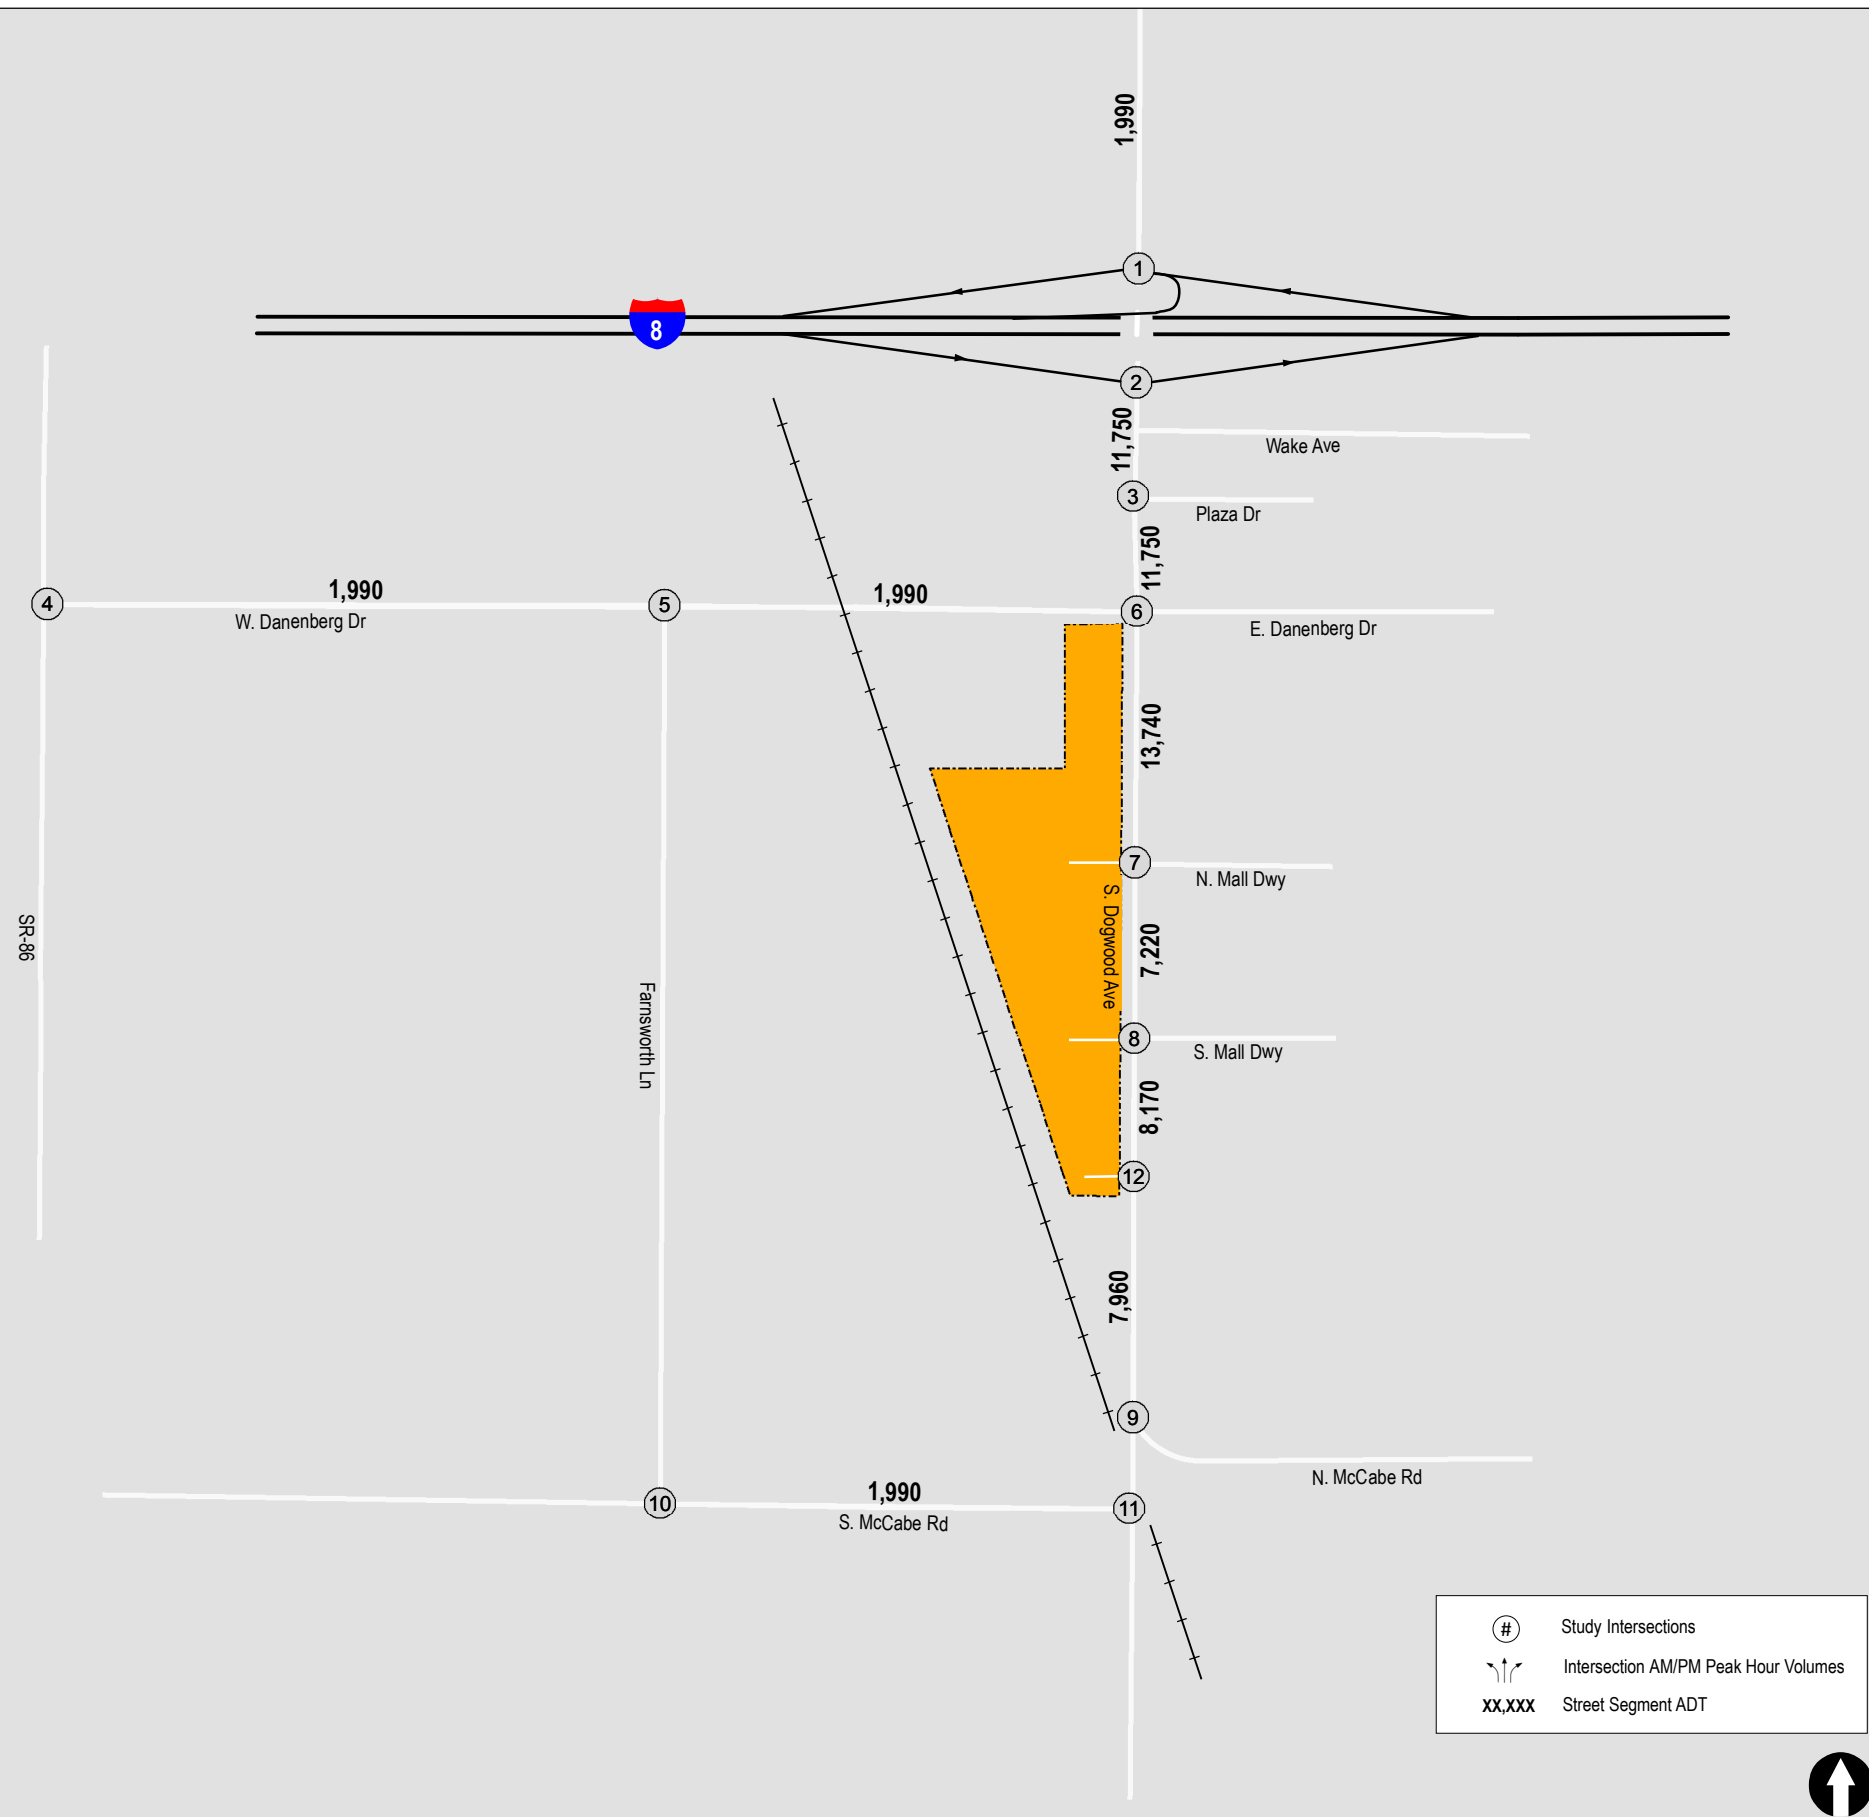 1,990
1
8
2
11,750
Wake Ave
3
Plaza Dr
11,750
4
1,990
W. Danenberg Dr
5
1,990
6
E. Danenberg Dr
13,740
7
N. Mall Dwy
S. Dogwood Ave
7,220
SR-86
Farnsworth Ln
8
S. Mall Dwy
8,170
12
7,960
9
N. McCabe Rd
10
1,990
S. McCabe Rd
11
# Study Intersections
Intersection AM/PM Peak Hour Volumes
XX,XXX Street Segment ADT